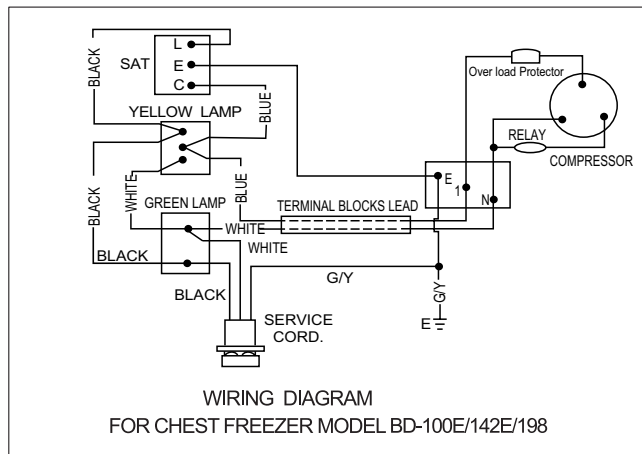 L
SAT
E
C
BLACK
BLUE
YELLOW LAMP
Over load Protector
RELAY
COMPRESSOR
E
1
N
BLACK
WHITE
BLUE
GREEN LAMP
TERMINAL BLOCKS LEAD
WHITE
WHITE
BLACK
G/Y
G/Y
BLACK
E
SERVICE
CORD.
WIRING DIAGRAM
FOR CHEST FREEZER MODEL BD-100E/142E/198